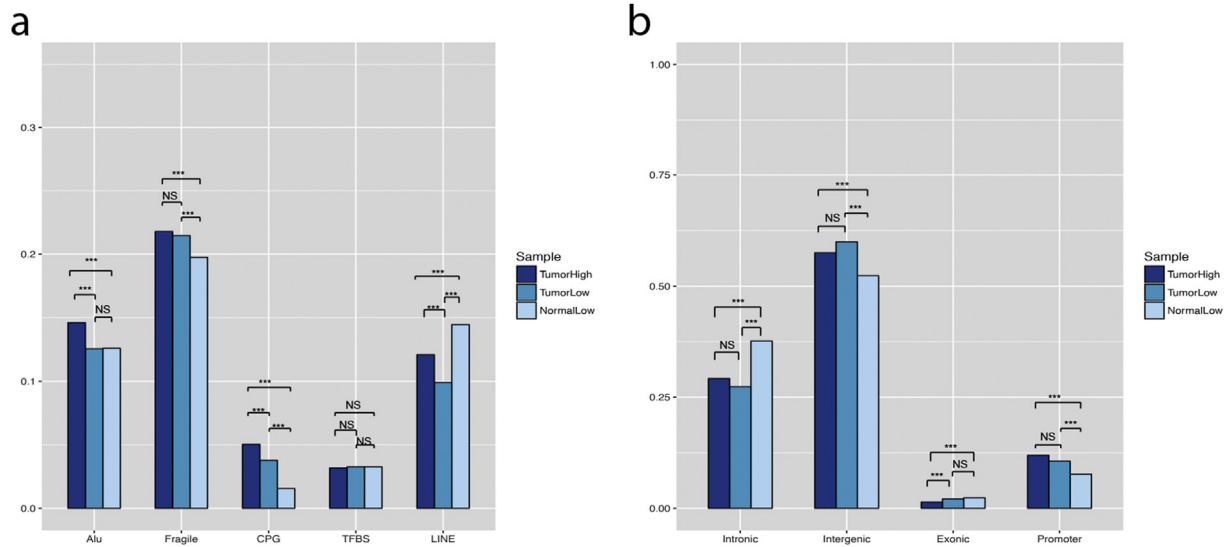 a
0.3
0.2
0.1
0.0
***
***
NS
***
NS
***
***
***
***
NS
NS
NS
***
***
***
Alu
Fragile
CPG
TFBS
LINE
Sample
TumorHigh
TumorLow
NormalLow
b
1.00
0.75
0.50
0.25
0.00
***
***
NS
***
***
NS
***
NS
***
***
***
NS
Intronic
Intergenic
Exonic
Promoter
Sample
TumorHigh
TumorLow
NormalLow